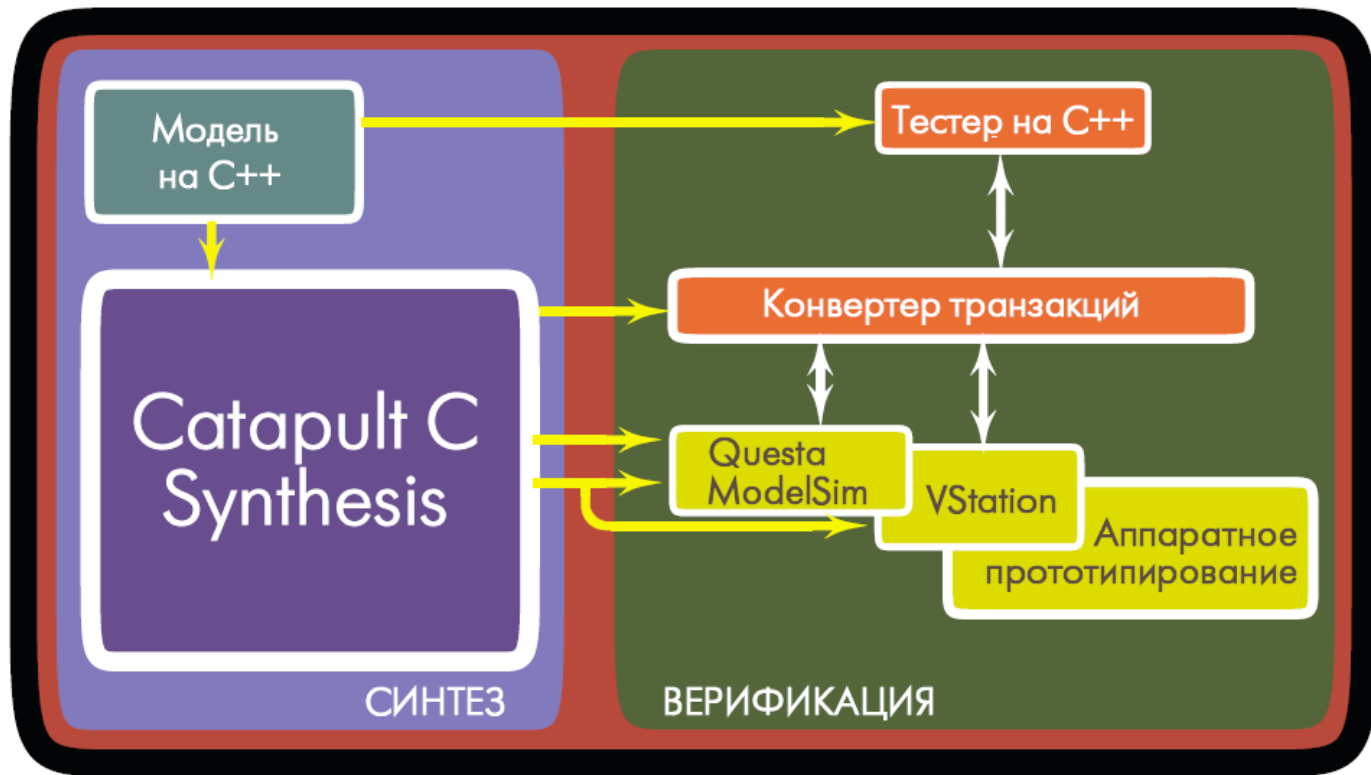 Модель
на C++
Тестер на C++
Конвертер транзакций
Catapult C
Synthesis
Questa
ModelSim
VStation
Аппаратное
прототипирование
СИНТЕЗ
ВЕРИФИКАЦИЯ